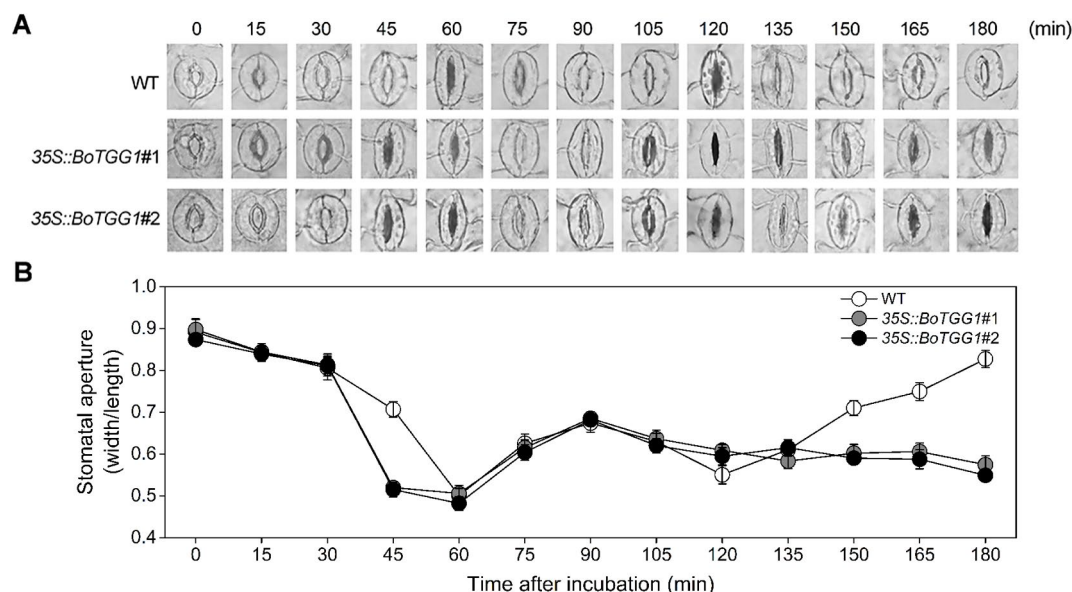 A
0 15 30 45 60 75 90 105 120 135 150 165 180 (min)
WT
35S::BoTGG1#1
35S::BoTGG1#2
B
1.0
0.9
0.8
0.7
0.6
0.5
0.4
Stomatal aperture
(width/length)
WT
35S::BoTGG1#1
35S::BoTGG1#2
0 15 30 45 60 75 90 105 120 135 150 165 180
Time after incubation (min)